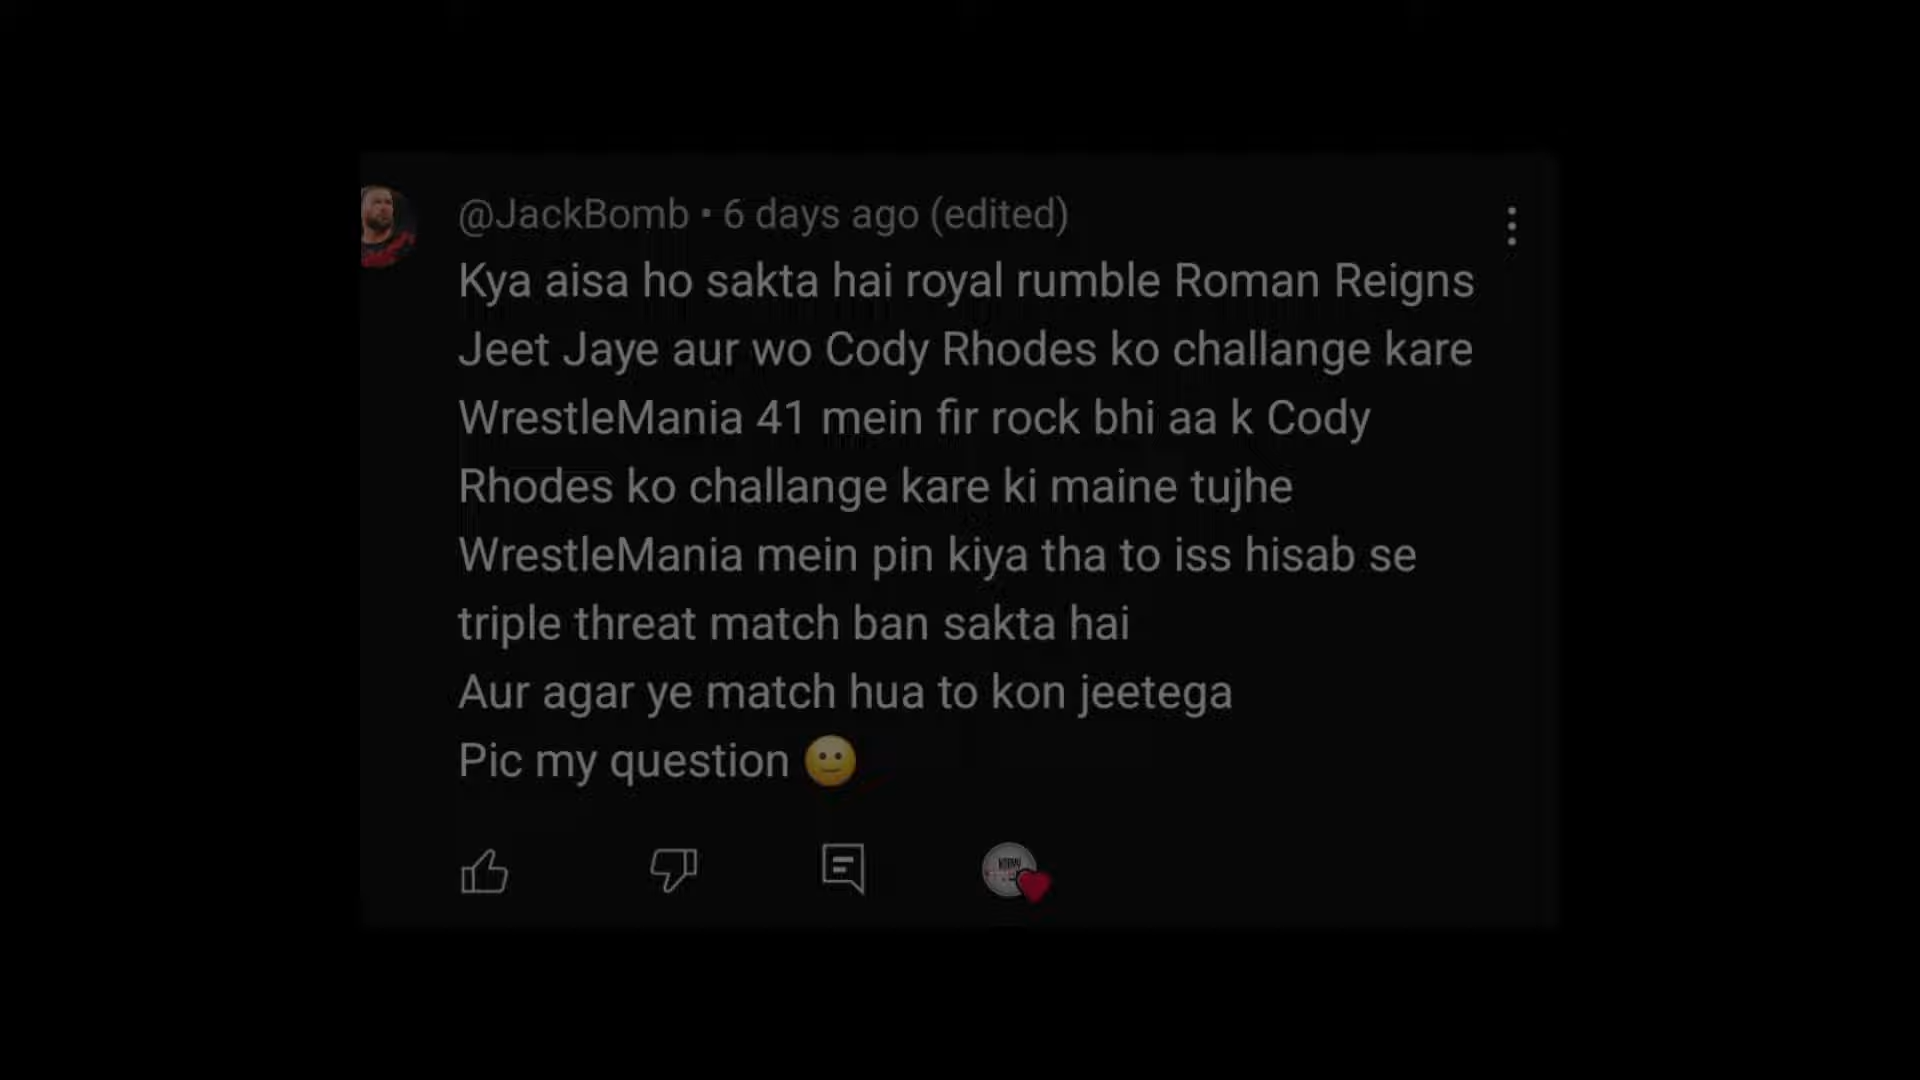 @JackBomb • 6 days ago (edited)
Kya aisa ho sakta hai royal rumble Roman Reigns
Jeet Jaye aur wo Cody Rhodes ko challange kare
WrestleMania 41 mein fir rock bhi aa k Cody
Rhodes ko challange kare ki maine tujhe
WrestleMania mein pin kiya tha to iss hisab se
triple threat match ban sakta hai
Aur agar ye match hua to kon jeetega
Pic my question 🙂